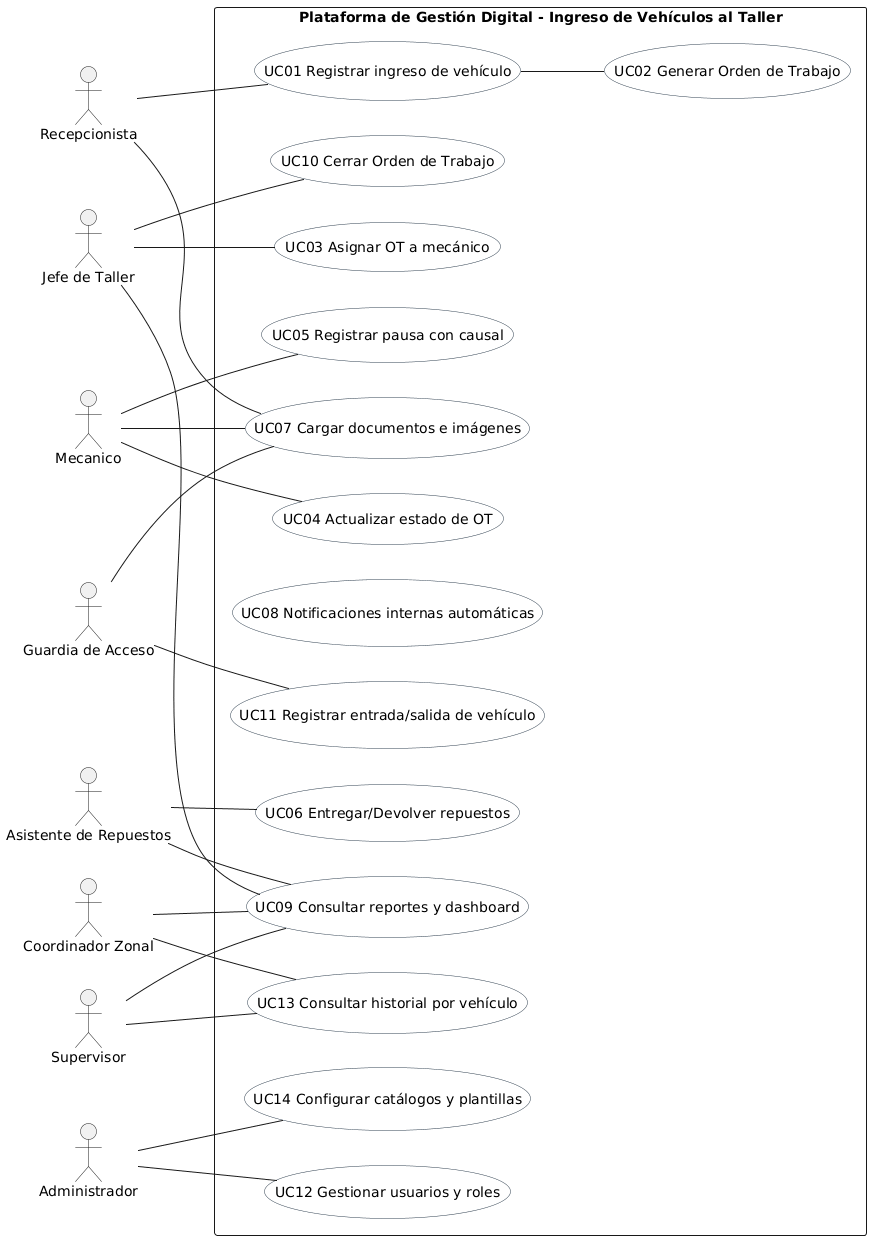 Plataforma de Gestión Digital - Ingreso de Vehículos al Taller
UC01 Registrar ingreso de vehículo
UC02 Generar Orden de Trabajo
Recepcionista
UC10 Cerrar Orden de Trabajo
UC03 Asignar OT a mecánico
Jefe de Taller
UC05 Registrar pausa con causal
UC07 Cargar documentos e imágenes
Mecanico
UC04 Actualizar estado de OT
UC08 Notificaciones internas automáticas
Guardia de Acceso
UC11 Registrar entrada/salida de vehículo
UC06 Entregar/Devolver repuestos
Asistente de Repuestos
UC09 Consultar reportes y dashboard
Coordinador Zonal
UC13 Consultar historial por vehículo
Supervisor
UC14 Configurar catálogos y plantillas
Administrador
UC12 Gestionar usuarios y roles